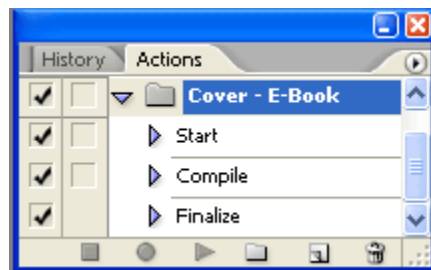 History Actions
Cover - E-Book
Start
Compile
Finalize